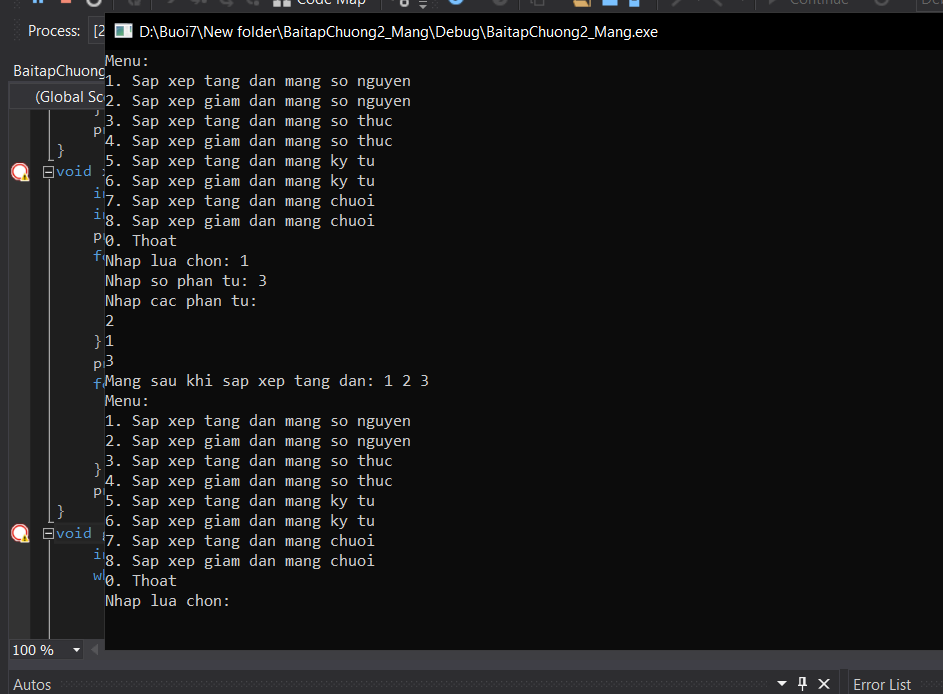 Code Map
Continue
Process:
[2
D:\Buoi7\New folder\BaitapChuong2_Mang\Debug\BaitapChuong2_Mang.exe
BaitapChuong
(Global Sc
}
}
void
}
}
}
void
Menu:
1. Sap xep tang dan mang so nguyen
2. Sap xep giam dan mang so nguyen
3. Sap xep tang dan mang so thuc
4. Sap xep giam dan mang so thuc
5. Sap xep tang dan mang ky tu
6. Sap xep giam dan mang ky tu
7. Sap xep tang dan mang chuoi
8. Sap xep giam dan mang chuoi
0. Thoat
Nhap lua chon: 1
Nhap so phan tu: 3
Nhap cac phan tu:
2
1
3
Mang sau khi sap xep tang dan: 1 2 3
Menu:
1. Sap xep tang dan mang so nguyen
2. Sap xep giam dan mang so nguyen
3. Sap xep tang dan mang so thuc
4. Sap xep giam dan mang so thuc
5. Sap xep tang dan mang ky tu
6. Sap xep giam dan mang ky tu
7. Sap xep tang dan mang chuoi
8. Sap xep giam dan mang chuoi
0. Thoat
Nhap lua chon:
100 %
Autos
Error List